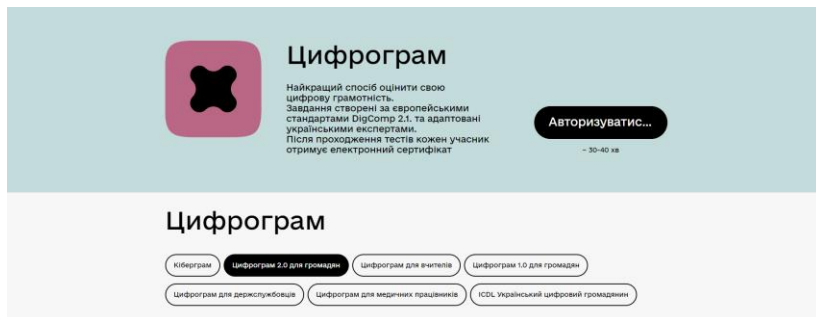 Цифрограм
Найкращий спосіб оцінити свою
цифрову грамотність.
Завдання створені за європейськими
стандартами DigComp 2.1. та адаптовані
українськими експертами.
Після проходження тестів кожен учасник
отримує електронний сертифікат
Авторизуватис...
~ 30-40 хв
Цифрограм
Кіберграм
Цифрограм 2.0 для громадян
Цифрограм для вчителів
Цифрограм 1.0 для громадян
Цифрограм для держслужбовців
Цифрограм для медичних працівників
ICDL Український цифровий громадянин